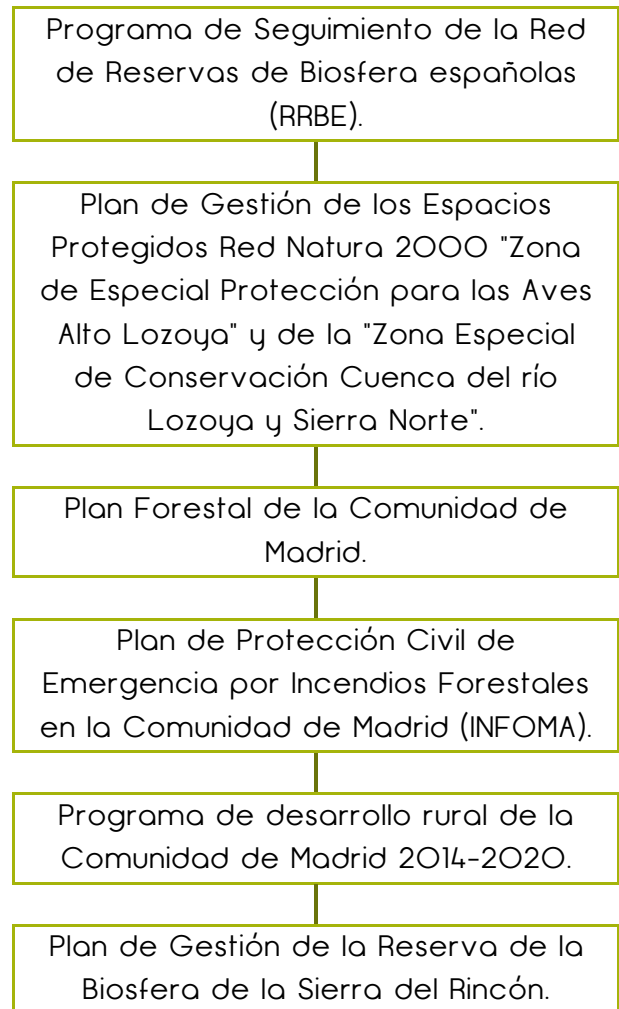 Programa de Seguimiento de la Red
de Reservas de Biosfera españolas
(RRBE).
Plan de Gestión de los Espacios
Protegidos Red Natura 2000 "Zona
de Especial Protección para las Aves
Alto Lozoya" y de la "Zona Especial
de Conservación Cuenca del río
Lozoya y Sierra Norte".
Plan Forestal de la Comunidad de
Madrid.
Plan de Protección Civil de
Emergencia por Incendios Forestales
en la Comunidad de Madrid (INFOMA).
Programa de desarrollo rural de la
Comunidad de Madrid 2014-2020.
Plan de Gestión de la Reserva de la
Biosfera de la Sierra del Rincón.